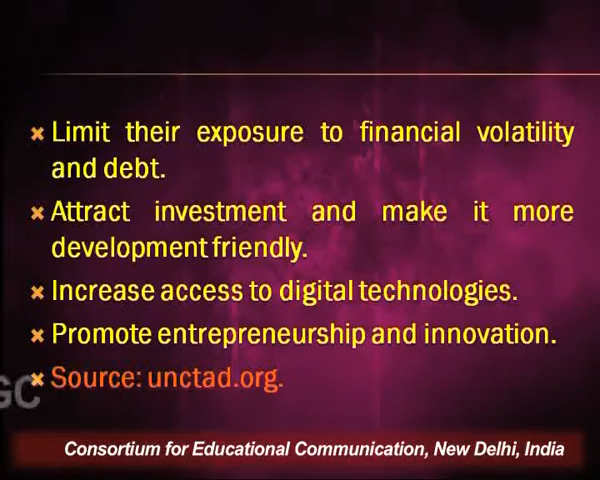 Limit their exposure to financial volatility
and debt.
Attract investment and make it more
development friendly.
Increase access to digital technologies.
Promote entrepreneurship and innovation.
Source: unctad.org.
GC
Consortium for Educational Communication, New Delhi, India